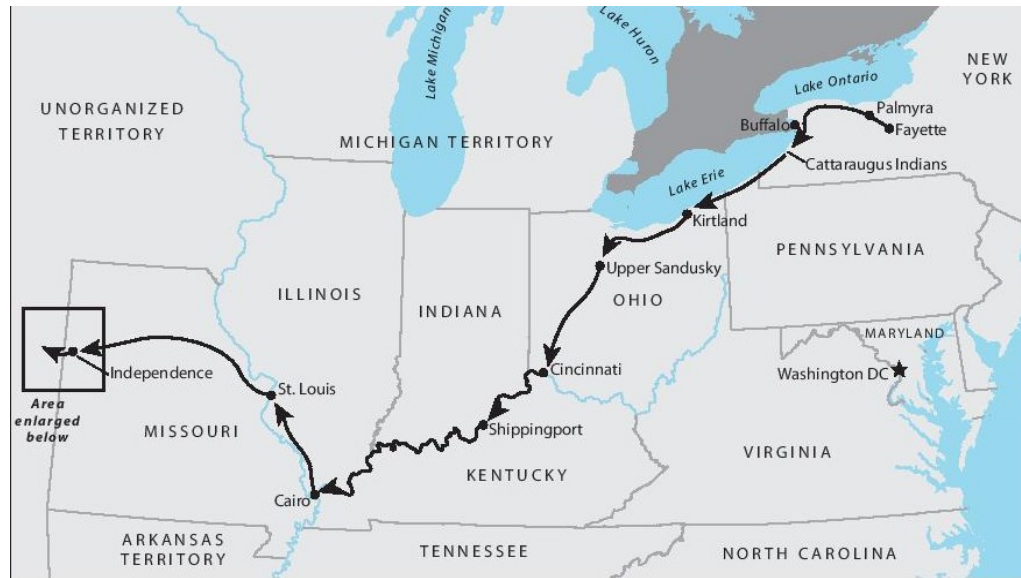 Lake Michigan
Lake Huron
NEW
YORK
Lake Ontario
UNORGANIZED
TERRITORY
Palmyra
Buffalo
Fayette
MICHIGAN TERRITORY
Cattaraugus Indians
Lake Erie
Kirtland
PENNSYLVANIA
Upper Sandusky
ILLINOIS
OHIO
INDIANA
MARYLAND
Independence
Cincinnati
Washington DC
St. Louis
Area
enlarged
below
Shippingport
MISSOURI
VIRGINIA
KENTUCKY
Cairo
ARKANSAS
TERRITORY
TENNESSEE
NORTH CAROLINA